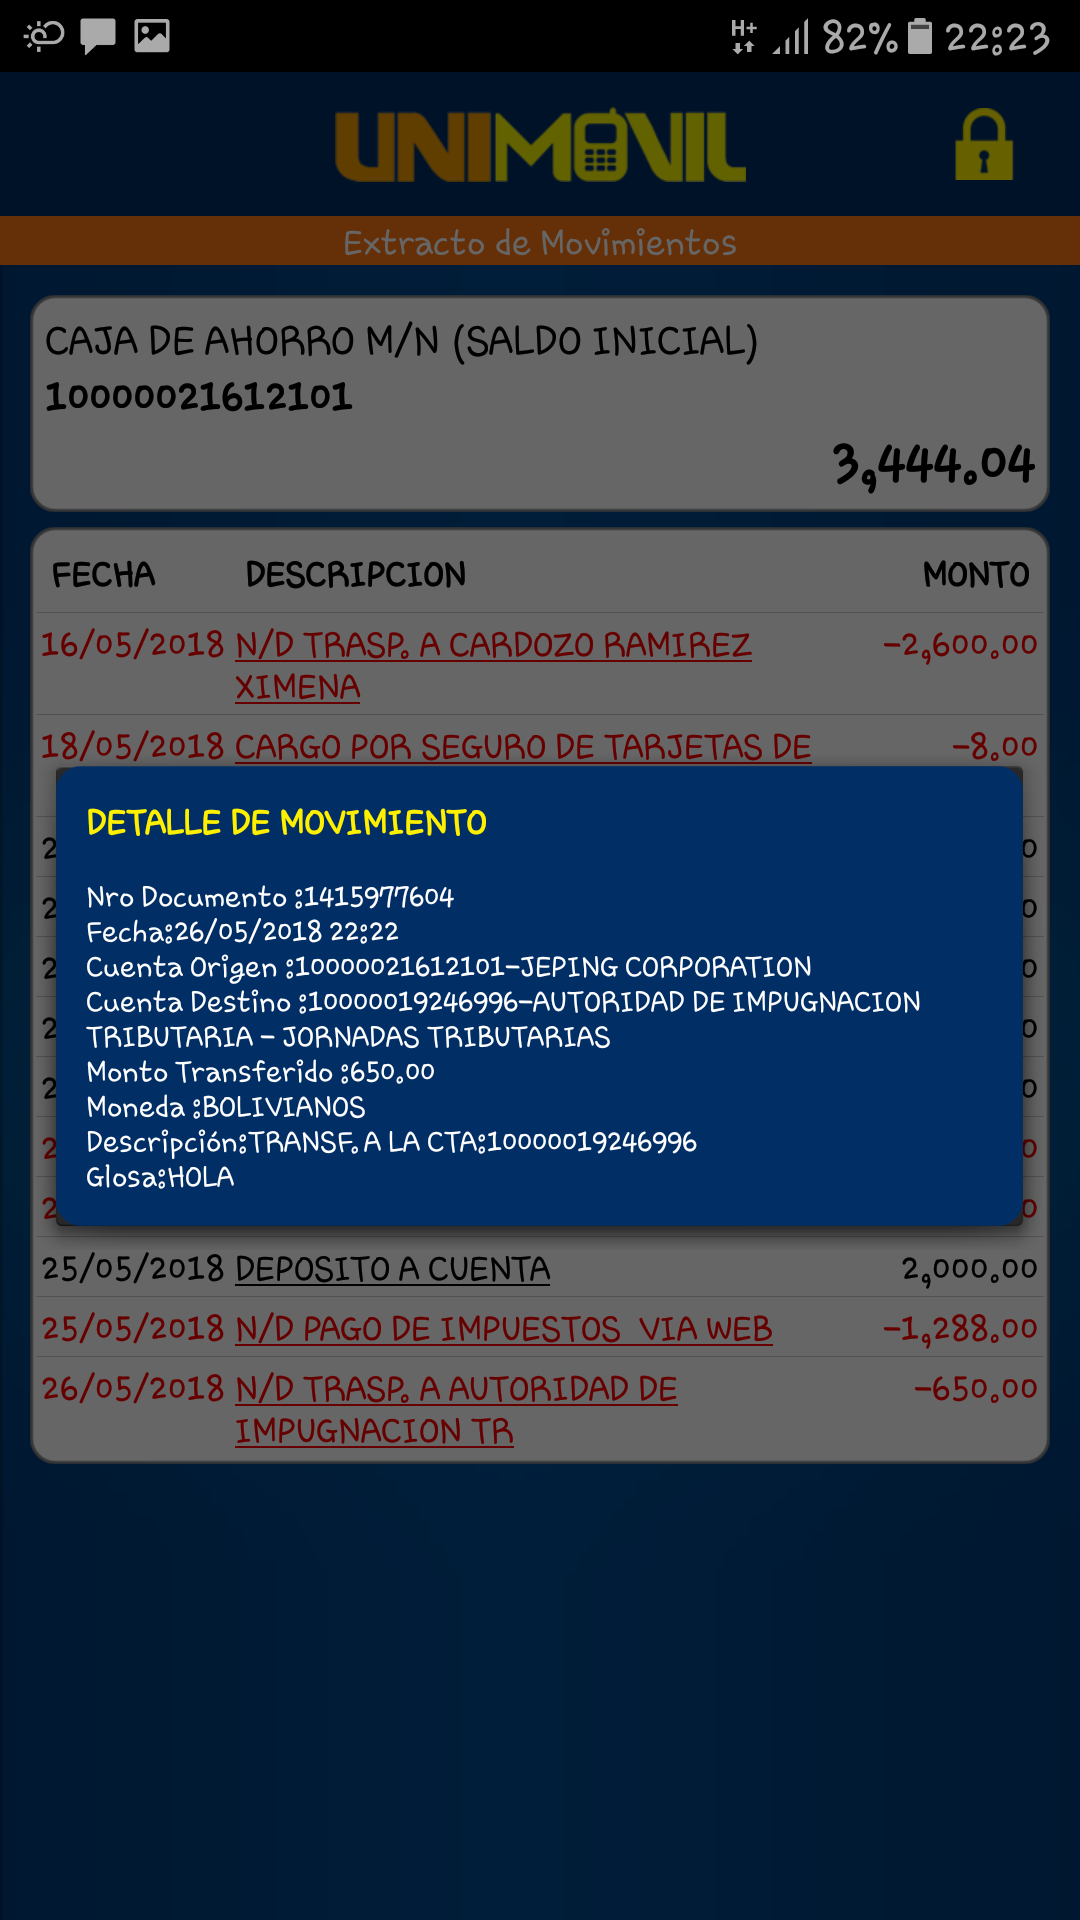 H+ 82% 22:23
UNIMOVIL
Extracto de Movimientos
CAJA DE AHORRO M/N (SALDO INICIAL)
10000021612101
3,444.04
FECHA DESCRIPCION MONTO
16/05/2018 N/D TRASP. A CARDOZO RAMIREZ -2,600.00
XIMENA
18/05/2018 CARGO POR SEGURO DE TARJETAS DE -8.00
DETALLE DE MOVIMIENTO
Nro Documento :1415977604
Fecha:26/05/2018 22:22
Cuenta Origen :10000021612101-JEPING CORPORATION
Cuenta Destino :10000019246996-AUTORIDAD DE IMPUGNACION
TRIBUTARIA - JORNADAS TRIBUTARIAS
Monto Transferido :650.00
Moneda :BOLIVIANOS
Descripción:TRANSF. A LA CTA:10000019246996
Glosa:HOLA
25/05/2018 DEPOSITO A CUENTA 2,000.00
25/05/2018 N/D PAGO DE IMPUESTOS  VIA WEB -1,288.00
26/05/2018 N/D TRASP. A AUTORIDAD DE -650.00
IMPUGNACION TR